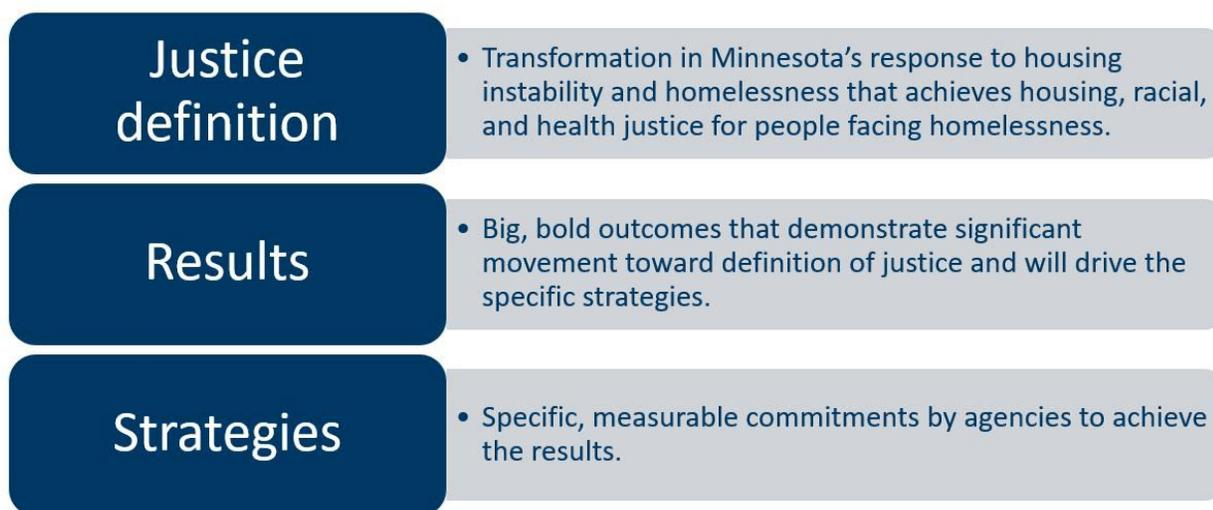 Justice
definition
• Transformation in Minnesota’s response to housing
instability and homelessness that achieves housing, racial,
and health justice for people facing homelessness.
Results
• Big, bold outcomes that demonstrate significant
movement toward definition of justice and will drive the
specific strategies.
Strategies
• Specific, measurable commitments by agencies to achieve
the results.